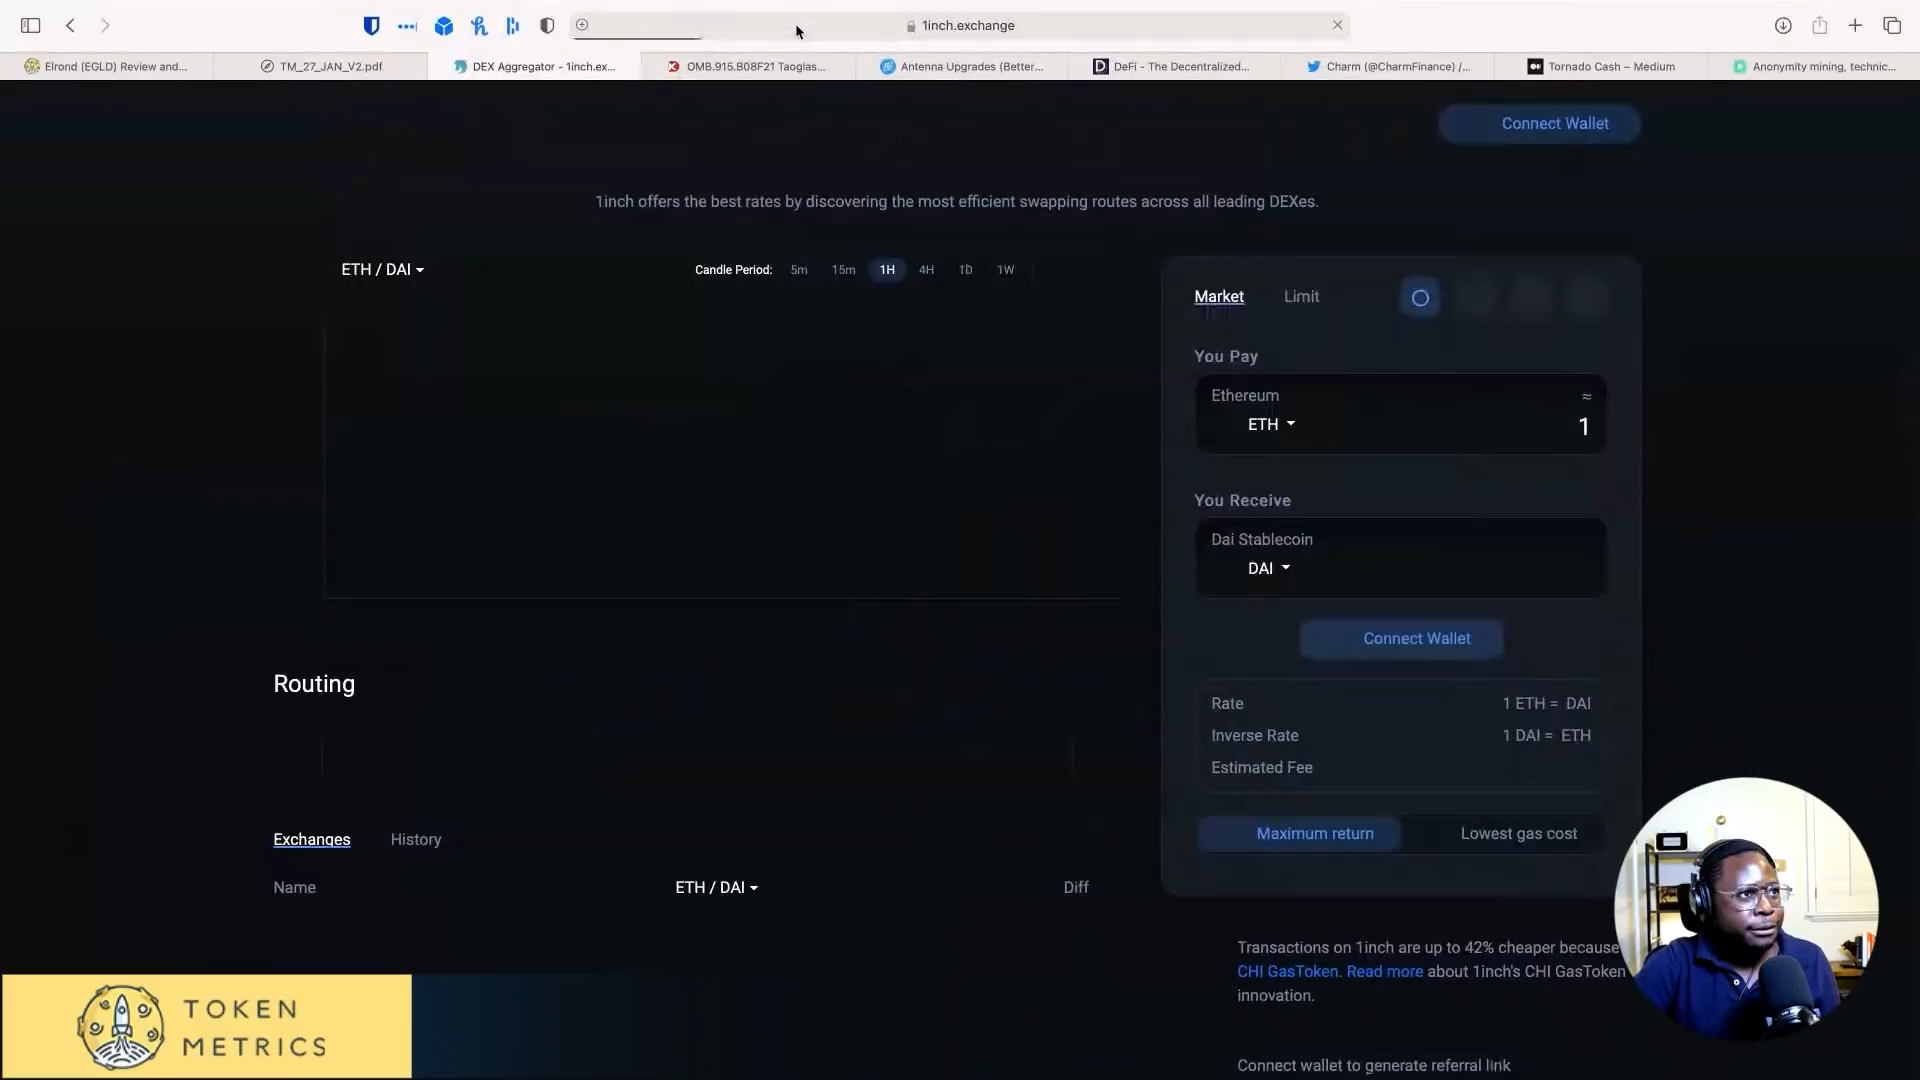 1inch.exchange
Elrond (EGLD) Review and...
TM_27_JAN_V2.pdf
DEX Aggregator - 1inch.ex...
OMB.915.B08F21 Taoglas...
Antenna Upgrades (Better...
DeFi - The Decentralized...
Charm (@CharmFinance) /...
Tornado Cash – Medium
Anonymity mining, technic...
Connect Wallet
1inch offers the best rates by discovering the most efficient swapping routes across all leading DEXes.
ETH / DAI
Candle Period: 5m 15m 1H 4H 1D 1W
Market Limit
You Pay
Ethereum ≈
ETH 1
You Receive
Dai Stablecoin
DAI
Connect Wallet
Rate 1 ETH = DAI
Inverse Rate 1 DAI = ETH
Estimated Fee
Maximum return Lowest gas cost
Routing
Exchanges History
Name ETH / DAI Diff
Transactions on 1inch are up to 42% cheaper because
CHI GasToken. Read more about 1inch's CHI GasToken
innovation.
Connect wallet to generate referral link
TOKEN
METRICS